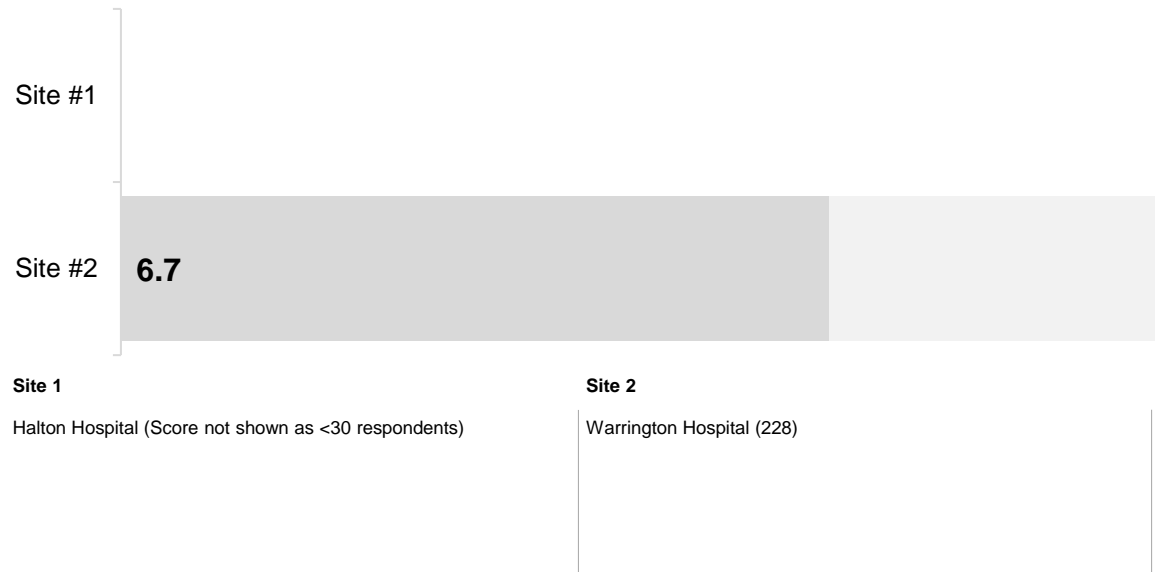 Site #1
Site #2
6.7
Site 1
Site 2
Halton Hospital (Score not shown as <30 respondents)
Warrington Hospital (228)